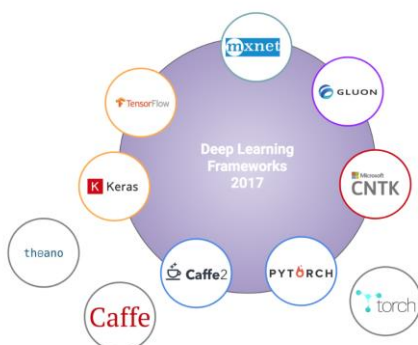 mxnet
GLUON
TensorFlow
Deep Learning
Frameworks
2017
K Keras
Microsoft
CNTK
theano
Caffe2
PYTORCH
Caffe
torch